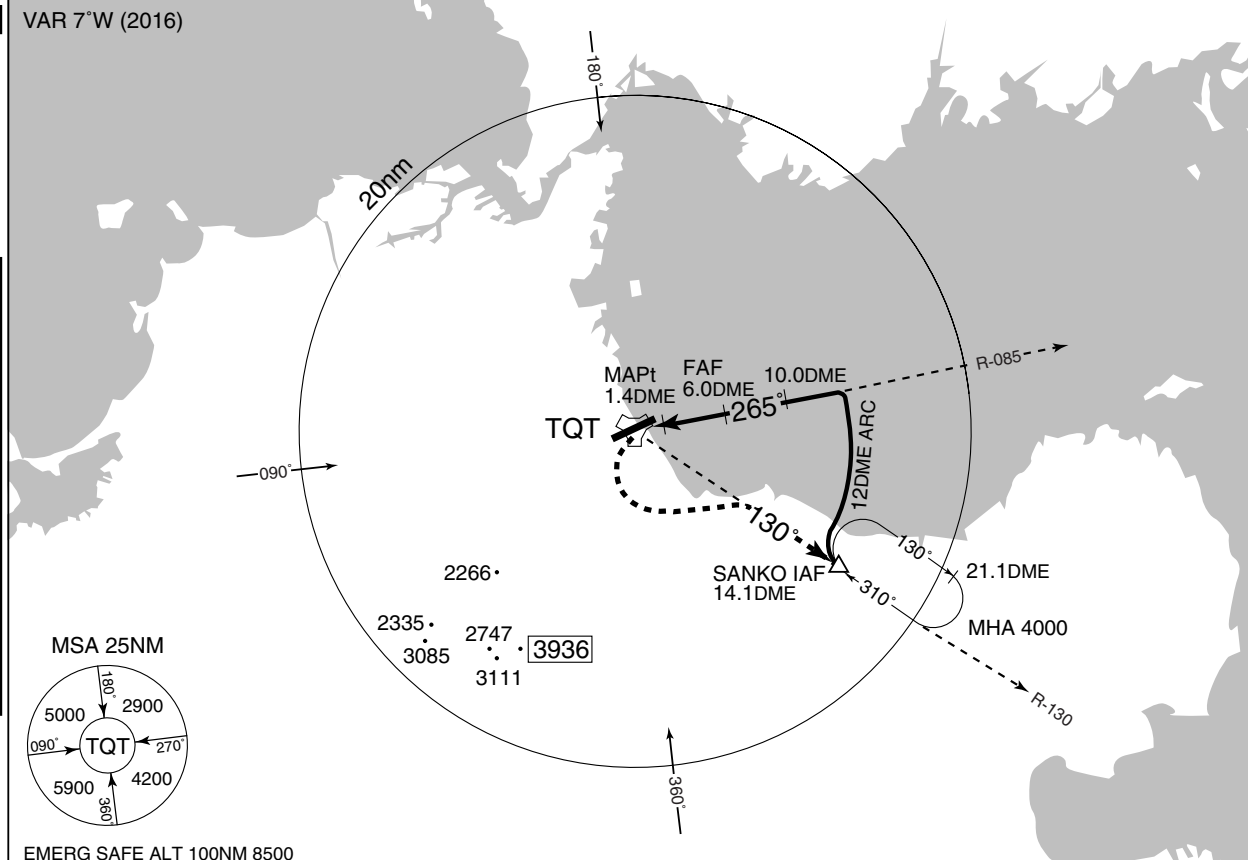 VAR 7°W (2016)
180°
20nm
R-085
MAPt
1.4DME
FAF
6.0DME
10.0DME
265°
TQT
12DME ARC
090°
130°
130°
SANKO IAF
14.1DME
310°
21.1DME
MHA 4000
R-130
2266
2335
3085
2747
3111
3936
360°
MSA 25NM
180°
5000
2900
090°
TQT
270°
5900
4200
360°
EMERG SAFE ALT 100NM 8500